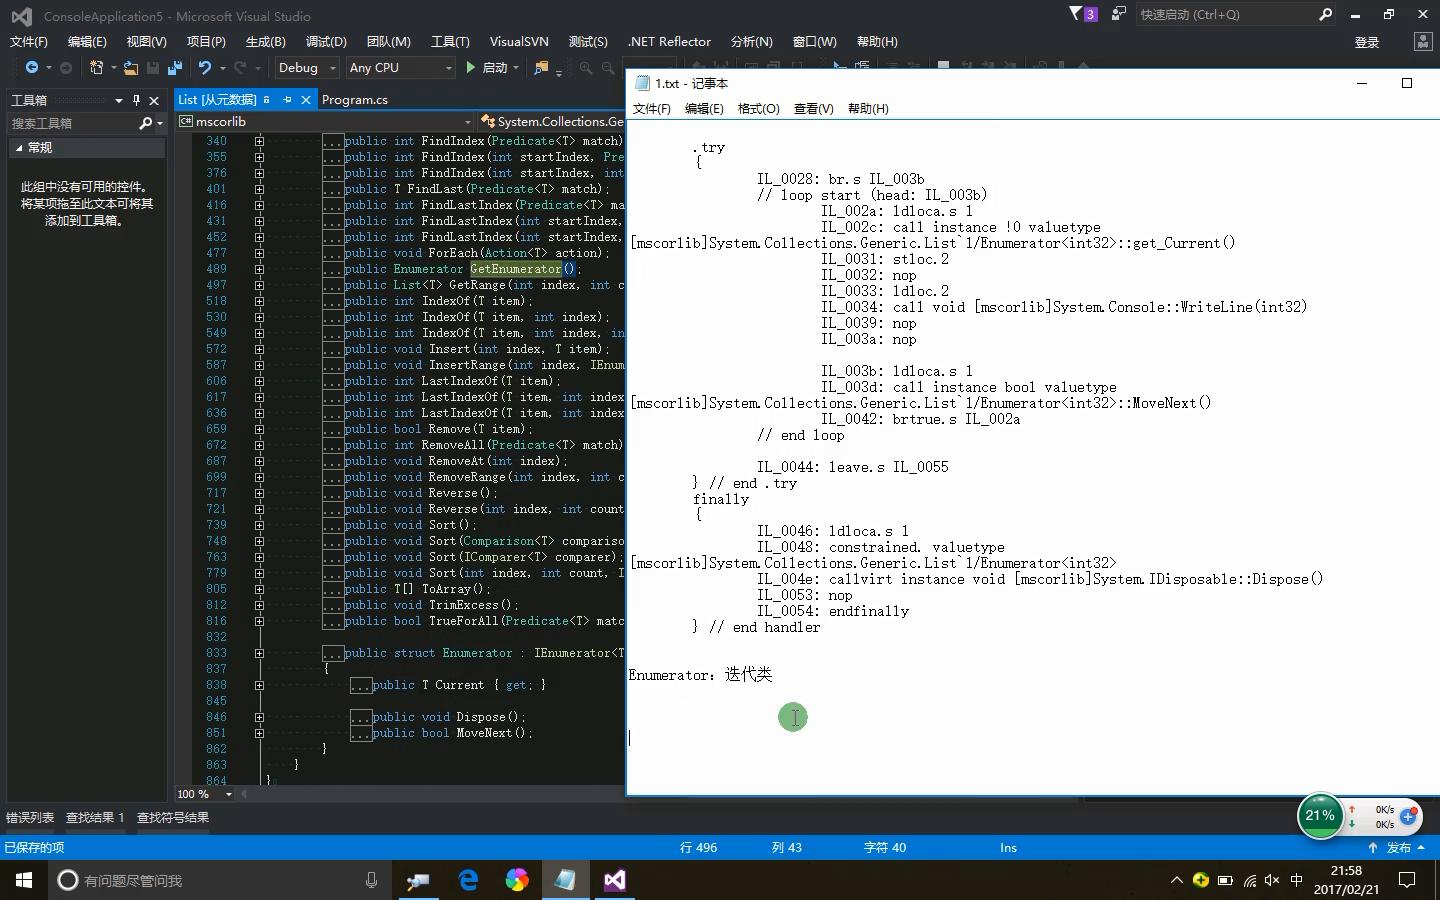 ConsoleApplication5 - Microsoft Visual Studio
3
快速启动 (Ctrl+Q)
文件(F) 编辑(E) 视图(V) 项目(P) 生成(B) 调试(D) 团队(M) 工具(T) VisualSVN 测试(S) .NET Reflector 分析(N) 窗口(W) 帮助(H) 登录
Debug Any CPU 启动
工具箱
搜索工具箱
常规
此组中没有可用的控件。
将某项拖至此文本可将其
添加到工具箱。
List [从元数据] Program.cs
mscorlib System.Collections.Ge
340 ...public int FindIndex(Predicate<T> match)
355 ...public int FindIndex(int startIndex, Pre
376 ...public int FindIndex(int startIndex, int
401 ...public T FindLast(Predicate<T> match);
416 ...public int FindLastIndex(Predicate<T> ma
431 ...public int FindLastIndex(int startIndex,
452 ...public int FindLastIndex(int startIndex,
477 ...public void ForEach(Action<T> action);
489 ...public Enumerator GetEnumerator();
497 ...public List<T> GetRange(int index, int c
518 ...public int IndexOf(T item);
530 ...public int IndexOf(T item, int index);
549 ...public int IndexOf(T item, int index, in
572 ...public void Insert(int index, T item);
587 ...public void InsertRange(int index, IEnum
606 ...public int LastIndexOf(T item);
617 ...public int LastIndexOf(T item, int index
636 ...public int LastIndexOf(T item, int index
659 ...public bool Remove(T item);
672 ...public int RemoveAll(Predicate<T> match)
687 ...public void RemoveAt(int index);
699 ...public void RemoveRange(int index, int c
717 ...public void Reverse();
721 ...public void Reverse(int index, int count
739 ...public void Sort();
748 ...public void Sort(Comparison<T> compariso
763 ...public void Sort(IComparer<T> comparer);
779 ...public void Sort(int index, int count, I
805 ...public T[] ToArray();
812 ...public void TrimExcess();
816 ...public bool TrueForAll(Predicate<T> matc
832
833 ...public struct Enumerator : IEnumerator<T
837 {
838 ...public T Current { get; }
845
846 ...public void Dispose();
851 ...public bool MoveNext();
862 }
863 }
864 }
100 %
1.txt - 记事本
文件(F) 编辑(E) 格式(O) 查看(V) 帮助(H)
.try
{
IL_0028: br.s IL_003b
// loop start (head: IL_003b)
IL_002a: ldloca.s 1
IL_002c: call instance !0 valuetype
[mscorlib]System.Collections.Generic.List`1/Enumerator<int32>::get_Current()
IL_0031: stloc.2
IL_0032: nop
IL_0033: ldloc.2
IL_0034: call void [mscorlib]System.Console::WriteLine(int32)
IL_0039: nop
IL_003a: nop
IL_003b: ldloca.s 1
IL_003d: call instance bool valuetype
[mscorlib]System.Collections.Generic.List`1/Enumerator<int32>::MoveNext()
IL_0042: brtrue.s IL_002a
// end loop
IL_0044: leave.s IL_0055
} // end .try
finally
{
IL_0046: ldloca.s 1
IL_0048: constrained. valuetype
[mscorlib]System.Collections.Generic.List`1/Enumerator<int32>
IL_004e: callvirt instance void [mscorlib]System.IDisposable::Dispose()
IL_0053: nop
IL_0054: endfinally
} // end handler
Enumerator：迭代类
21% 0K/s
0K/s
错误列表 查找结果 1 查找符号结果
已保存的项 行 496 列 43 字符 40 Ins 发布
有问题尽管问我
中
21:58
2017/02/21